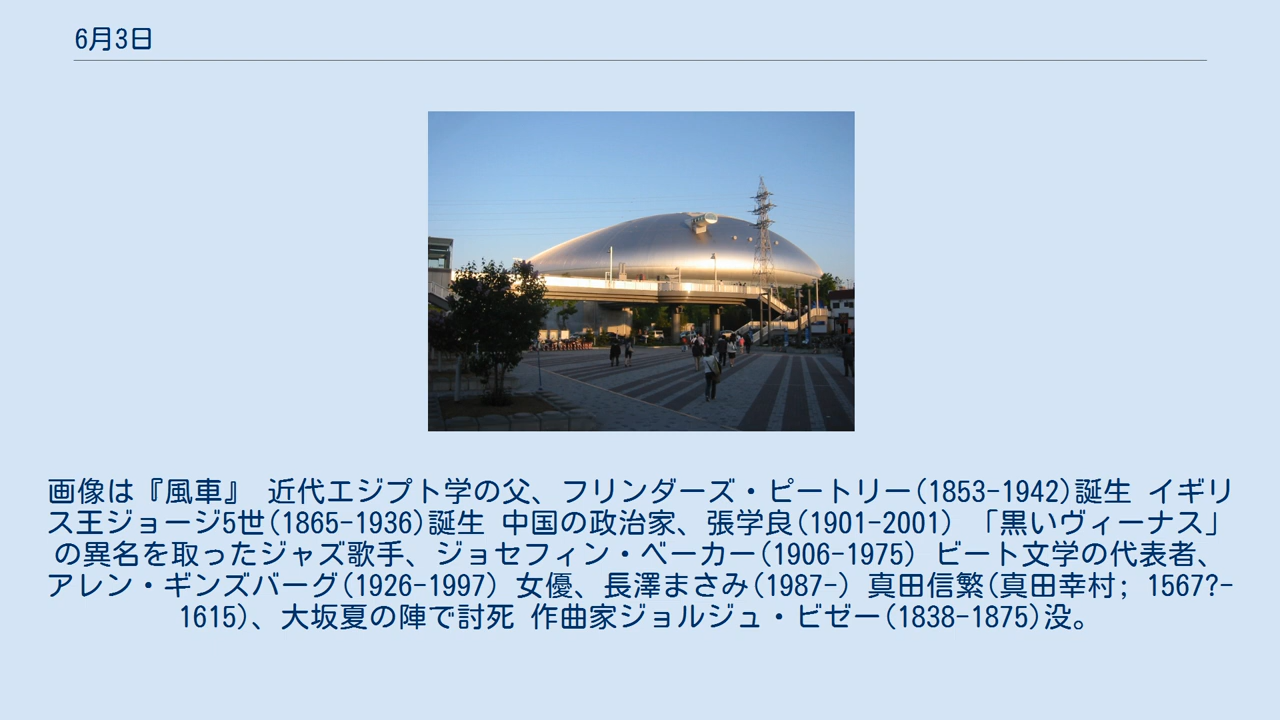 6月3日
画像は『風車』 近代エジプト学の父、フリンダーズ・ピートリー(1853-1942)誕生 イギリ
ス王ジョージ5世(1865-1936)誕生 中国の政治家、張学良(1901-2001) 「黒いヴィーナス」
の異名を取ったジャズ歌手、ジョセフィン・ベーカー(1906-1975) ビート文学の代表者、
アレン・ギンズバーグ(1926-1997) 女優、長澤まさみ(1987-) 真田信繁(真田幸村; 1567?-
1615)、大坂夏の陣で討死 作曲家ジョルジュ・ビゼー(1838-1875)没。